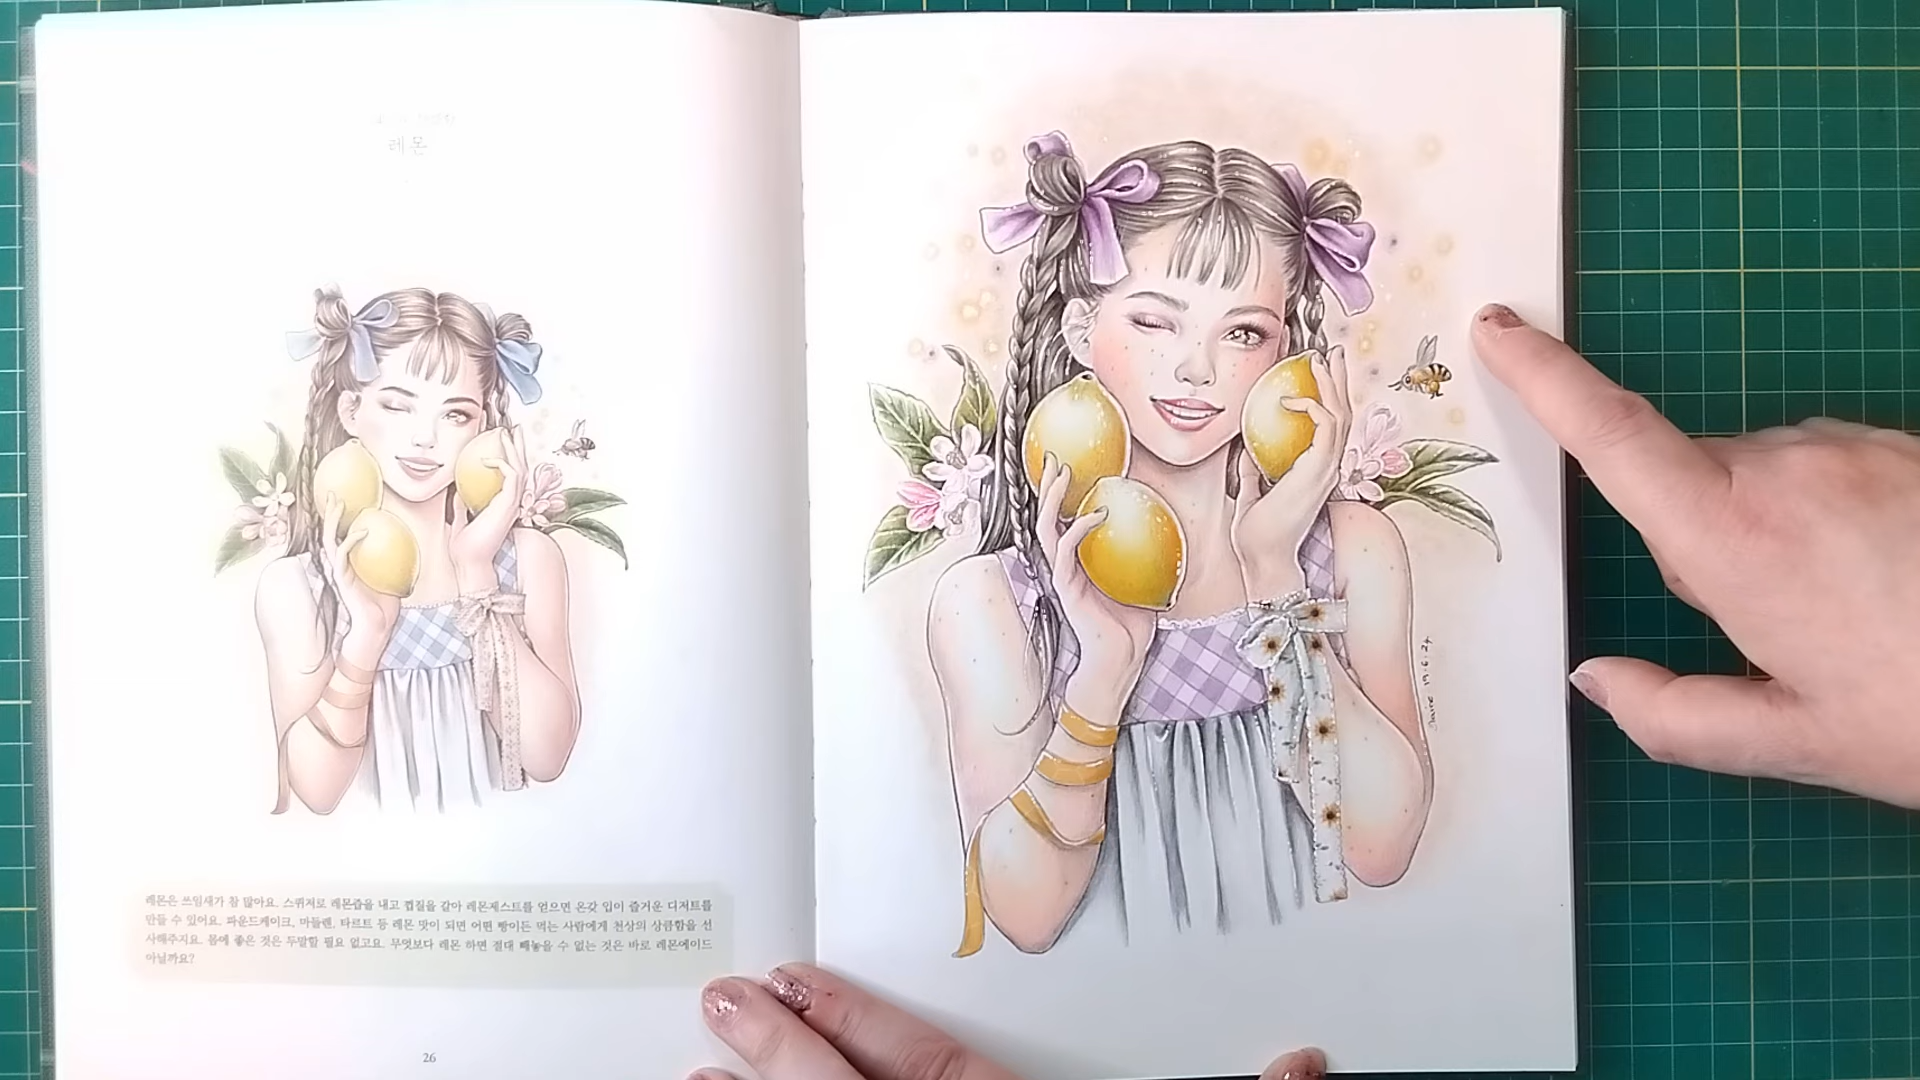 레몬
레몬은 쓰임새가 참 많아요. 스퀴저로 레몬즙을 내고 껍질을 갈아 레몬제스트를 얻으면 온갖 입이 즐거운 디저트를
만들 수 있어요. 파운드케이크, 마들렌, 타르트 등 레몬 맛이 되면 어떤 빵이든 먹는 사람에게 천상의 상큼함을 선
사해주지요. 몸에 좋은 것은 두말할 필요 없고요. 무엇보다 레몬 하면 절대 빼놓을 수 없는 것은 바로 레몬에이드
아닐까요?
26
19·6·24